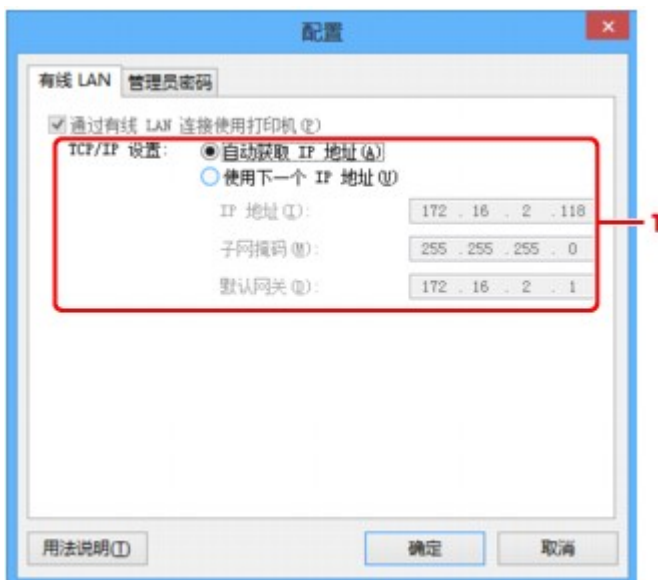 配置
有线 LAN 管理员密码
通过有线 LAN 连接使用打印机(P)
TCP/IP 设置: 自动获取 IP 地址(A)
使用下一个 IP 地址(U)
IP 地址(I): 172 . 16 . 2 .118
子网掩码(M): 255 .255 .255 . 0
默认网关(D): 172 . 16 . 2 . 1
1
用法说明(T) 确定 取消